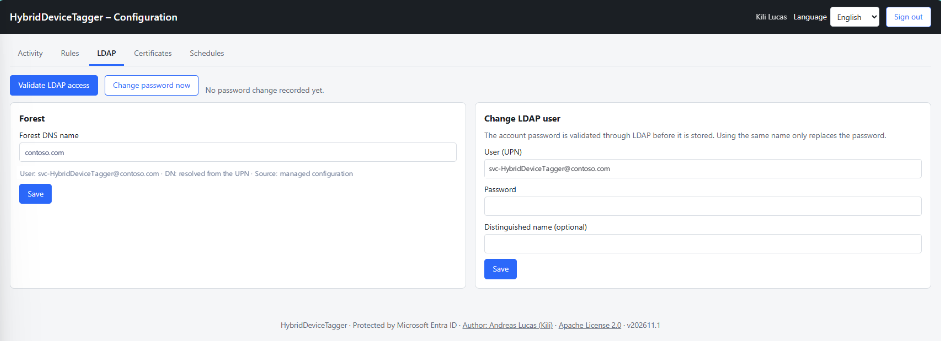 HybridDeviceTagger – Configuration
Kili Lucas Language English Sign out
Activity Rules LDAP Certificates Schedules
Validate LDAP access Change password now No password change recorded yet.
Forest
Forest DNS name
contoso.com
User: svc-HybridDeviceTagger@contoso.com · DN: resolved from the UPN · Source: managed configuration
Save
Change LDAP user
The account password is validated through LDAP before it is stored. Using the same name only replaces the password.
User (UPN)
svc-HybridDeviceTagger@contoso.com
Password
Distinguished name (optional)
Save
HybridDeviceTagger · Protected by Microsoft Entra ID · Author: Andreas Lucas (Kili) · Apache License 2.0 · v202611.1